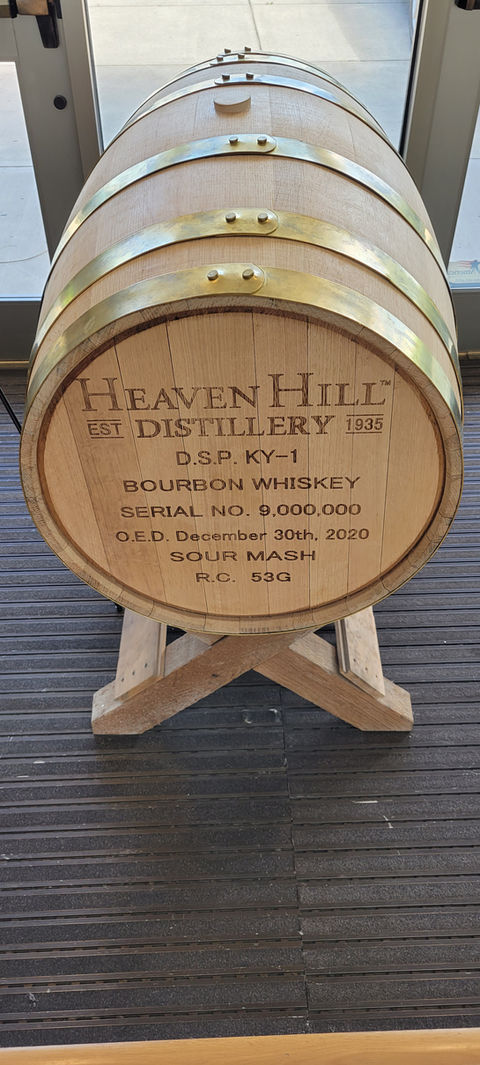 HEAVEN HILL™
EST DISTILLERY 1935
D.S.P. KY-1
BOURBON WHISKEY
SERIAL NO. 9,000,000
O.E.D. December 30th, 2020
SOUR MASH
R.C. 53G